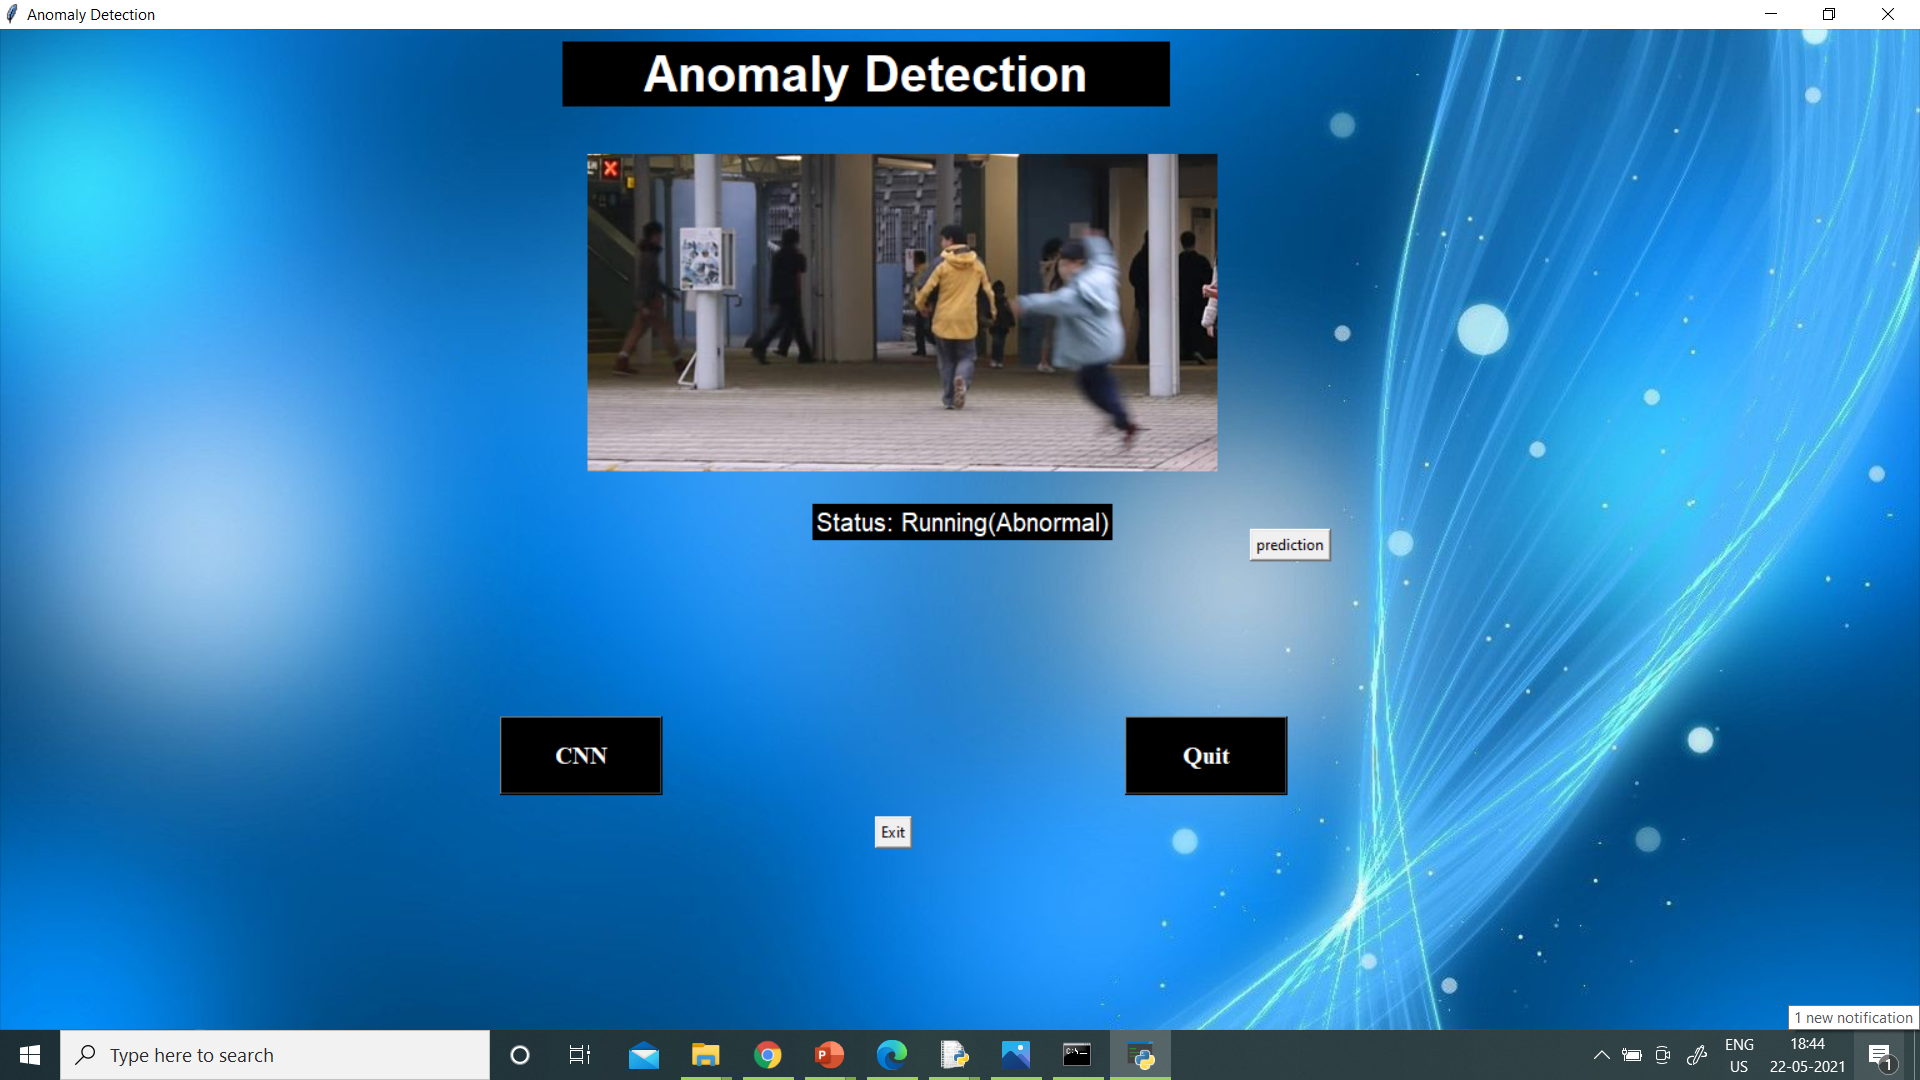 Anomaly Detection
Anomaly Detection
Status: Running(Abnormal)
prediction
CNN
Quit
Exit
1 new notification
Type here to search
ENG
US
18:44
22-05-2021
1